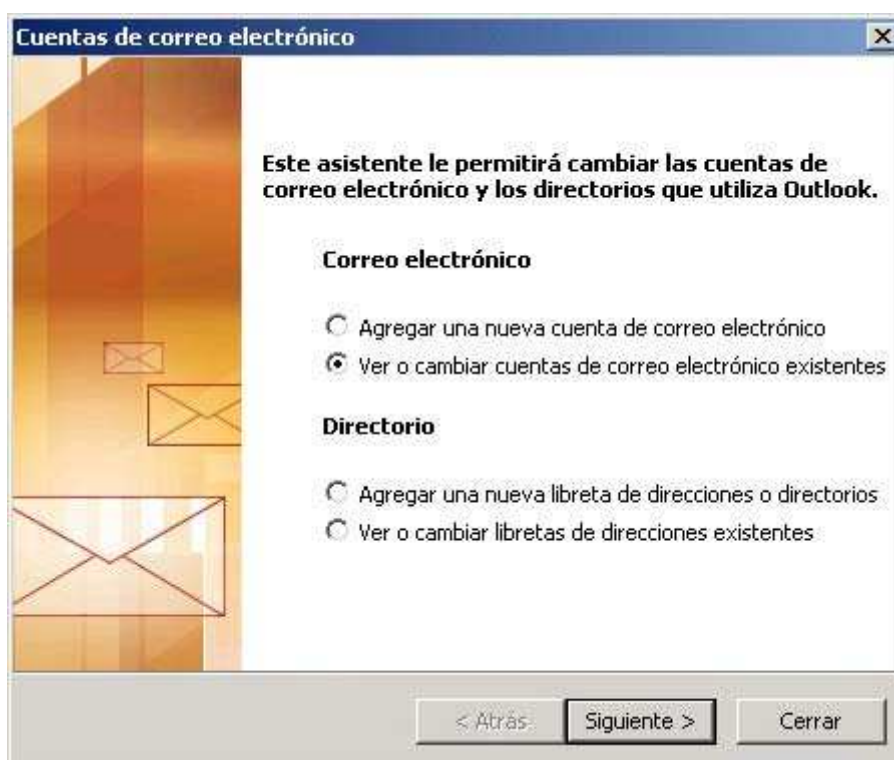 Cuentas de correo electrónico
Este asistente le permitirá cambiar las cuentas de
correo electrónico y los directorios que utiliza Outlook.
Correo electrónico
Agregar una nueva cuenta de correo electrónico
Ver o cambiar cuentas de correo electrónico existentes
Directorio
Agregar una nueva libreta de direcciones o directorios
Ver o cambiar libretas de direcciones existentes
< Atrás Siguiente > Cerrar